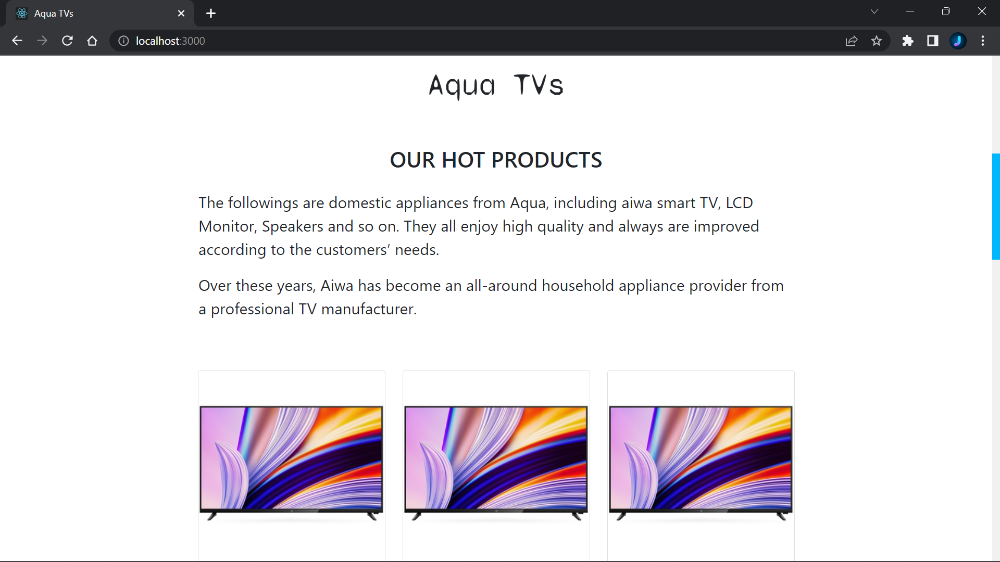 Aqua TVs
localhost:3000
Aqua TVs
OUR HOT PRODUCTS
The followings are domestic appliances from Aqua, including aiwa smart TV, LCD
Monitor, Speakers and so on. They all enjoy high quality and always are improved
according to the customers’ needs.
Over these years, Aiwa has become an all-around household appliance provider from
a professional TV manufacturer.